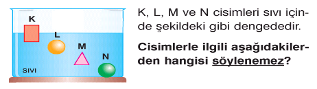 K
L
M
N
SIVI
K, L, M ve N cisimleri sıvı için-
de şekildeki gibi dengededir.
Cisimlerle ilgili aşağıdakiler-
den hangisi söylenemez?